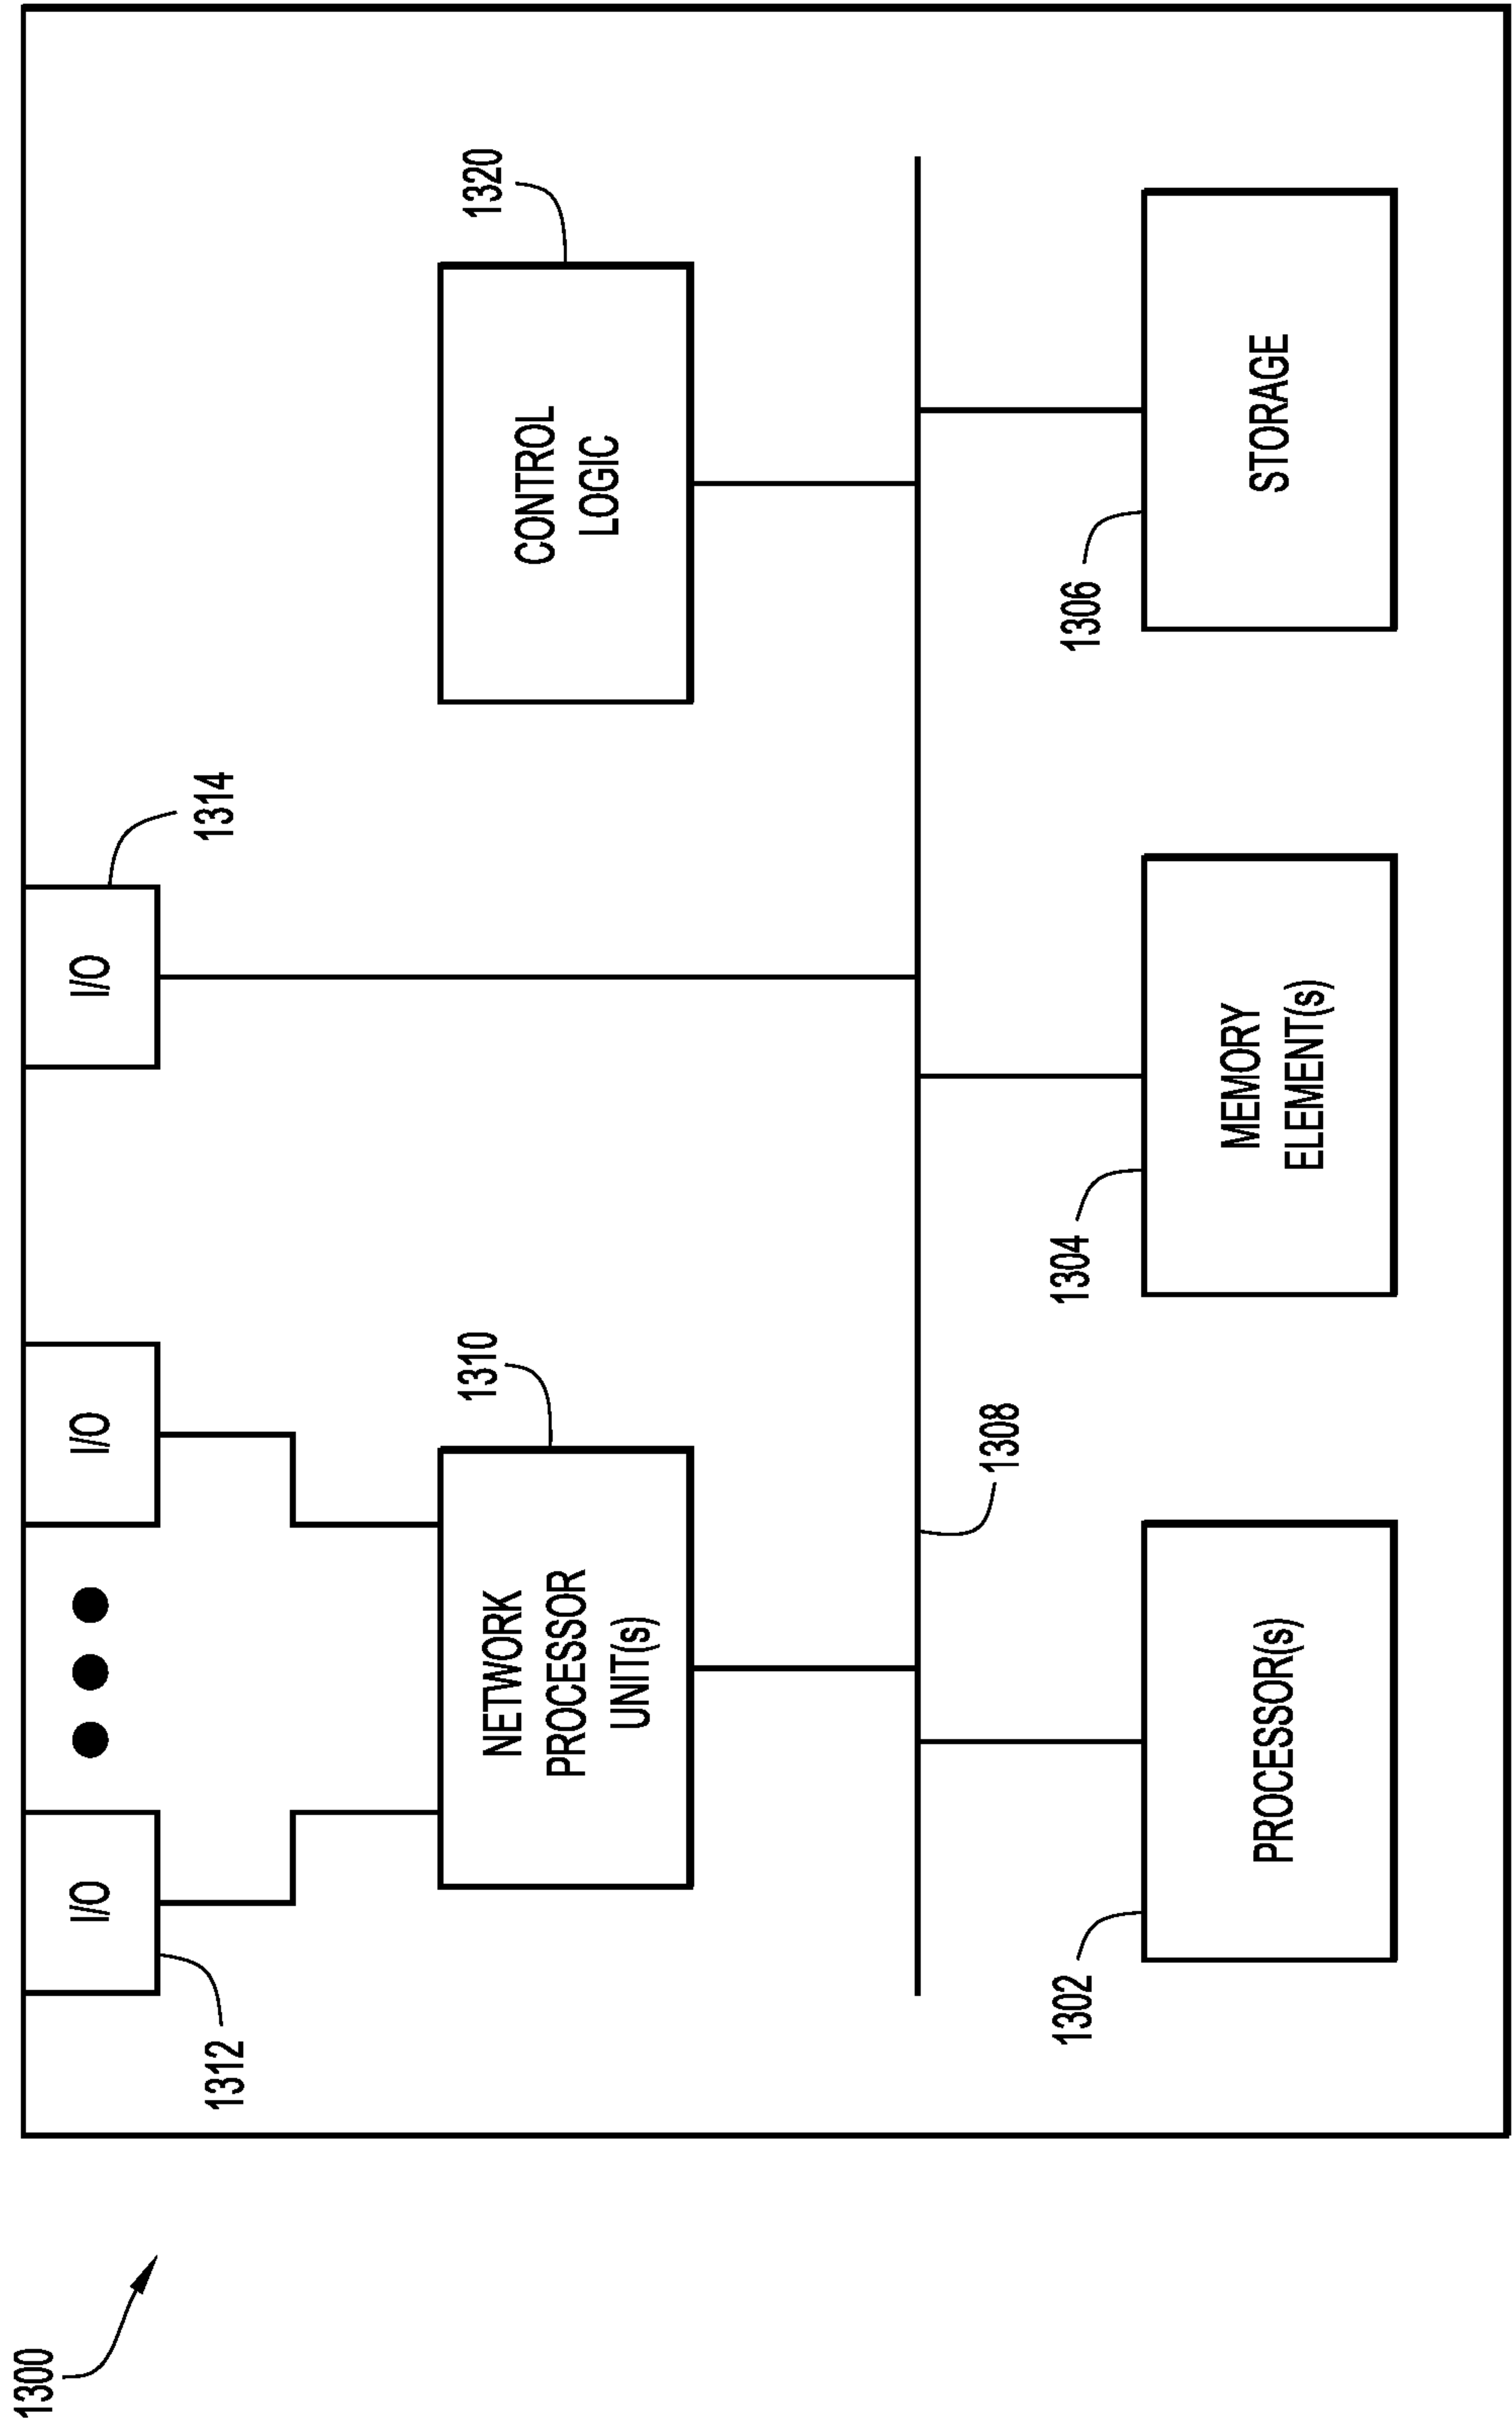 1300
1312
I/O
I/O
I/O
1314
NETWORK
PROCESSOR
UNIT(s)
1310
CONTROL
LOGIC
1320
1308
1302
PROCESSOR(s)
1304
MEMORY
ELEMENT(s)
1306
STORAGE